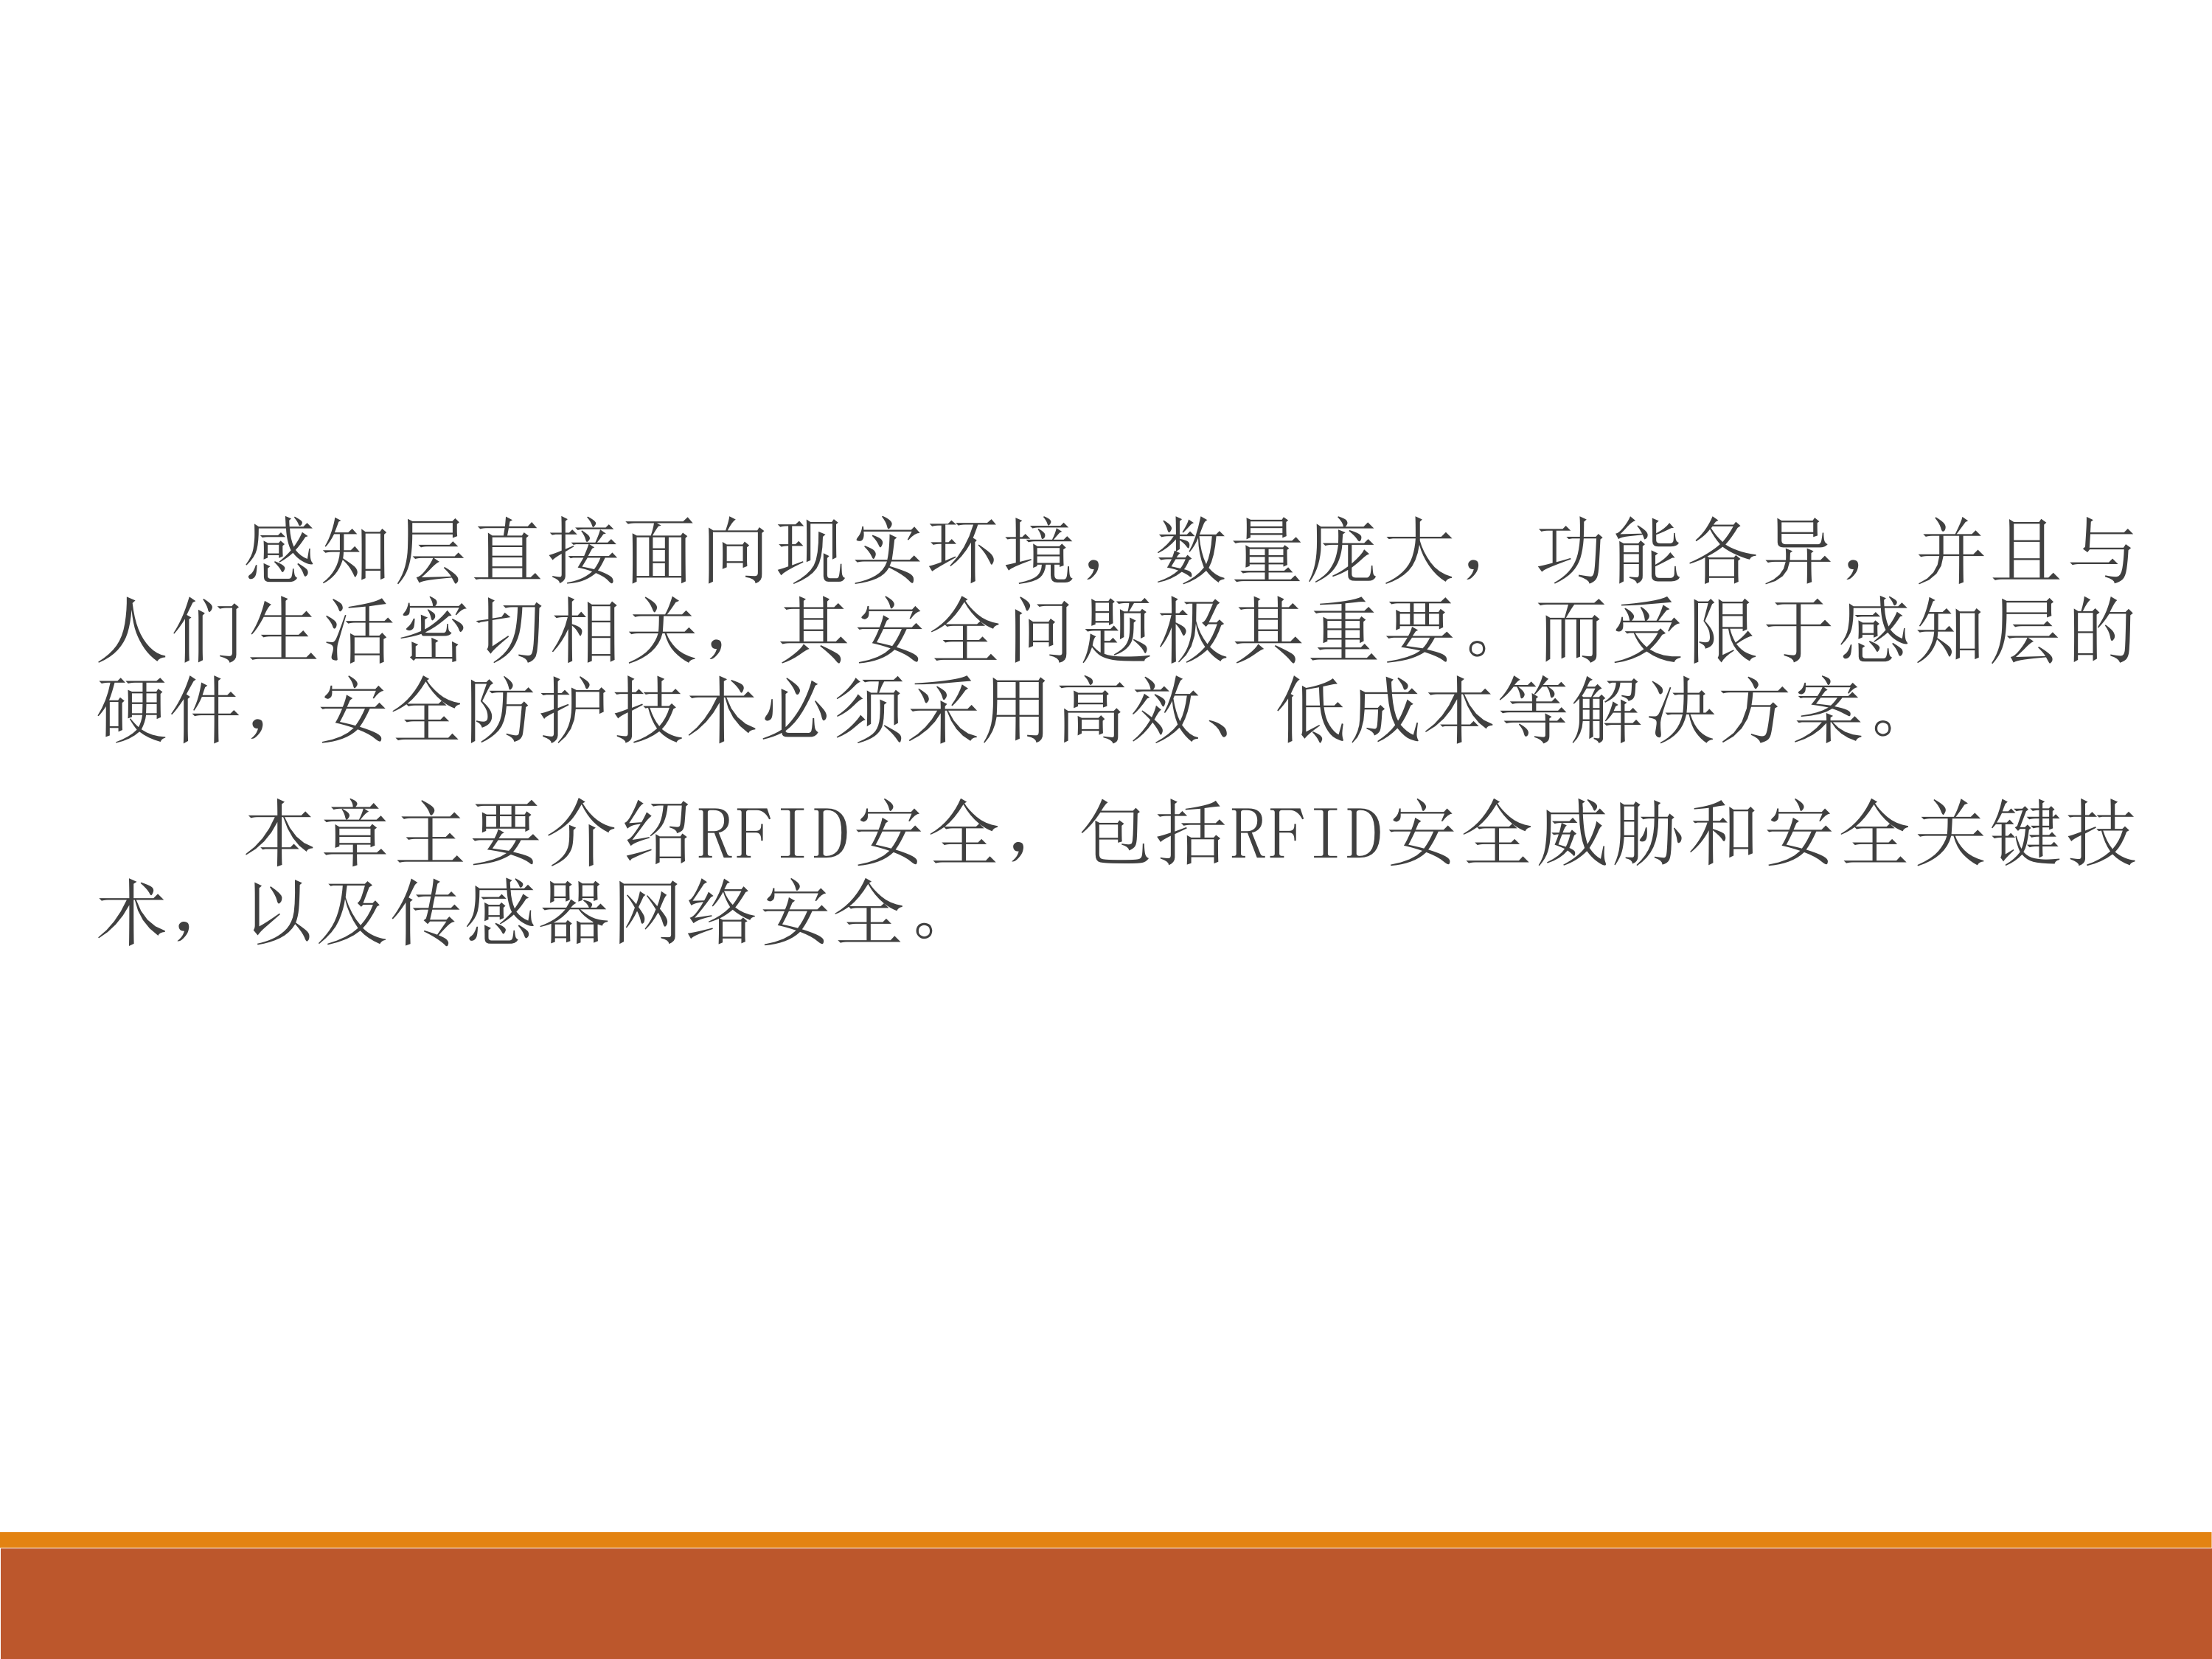 感知层直接面向现实环境，数量庞大，功能各异，并且与
人们生活密切相关，其安全问题极其重要。而受限于感知层的
硬件，安全防护技术必须采用高效、低成本等解决方案。
本章主要介绍RFID安全，包括RFID安全威胁和安全关键技
术，以及传感器网络安全。